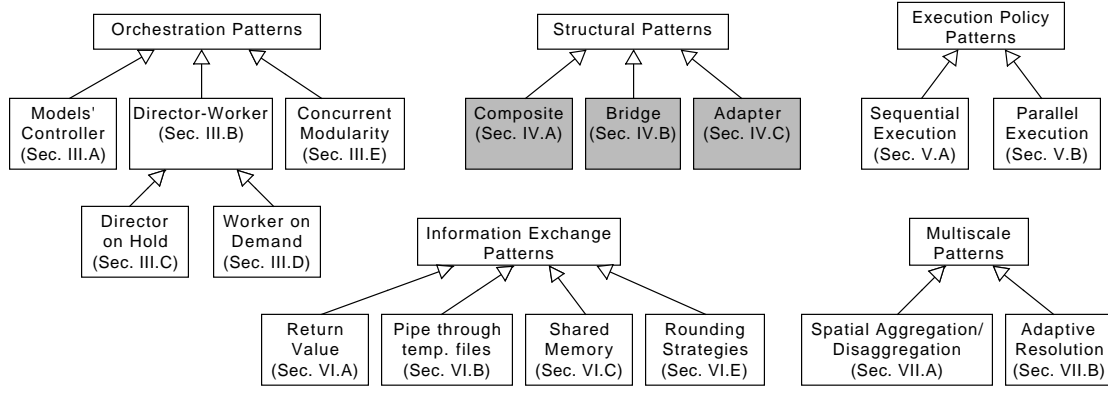 Orchestration Patterns
Models'
Controller
(Sec. III.A)
Director-Worker
(Sec. III.B)
Concurrent
Modularity
(Sec. III.E)
Director
on Hold
(Sec. III.C)
Worker on
Demand
(Sec. III.D)
Structural Patterns
Composite
(Sec. IV.A)
Bridge
(Sec. IV.B)
Adapter
(Sec. IV.C)
Execution Policy
Patterns
Sequential
Execution
(Sec. V.A)
Parallel
Execution
(Sec. V.B)
Information Exchange
Patterns
Return
Value
(Sec. VI.A)
Pipe through
temp. files
(Sec. VI.B)
Shared
Memory
(Sec. VI.C)
Rounding
Strategies
(Sec. VI.E)
Multiscale
Patterns
Spatial Aggregation/
Disaggregation
(Sec. VII.A)
Adaptive
Resolution
(Sec. VII.B)